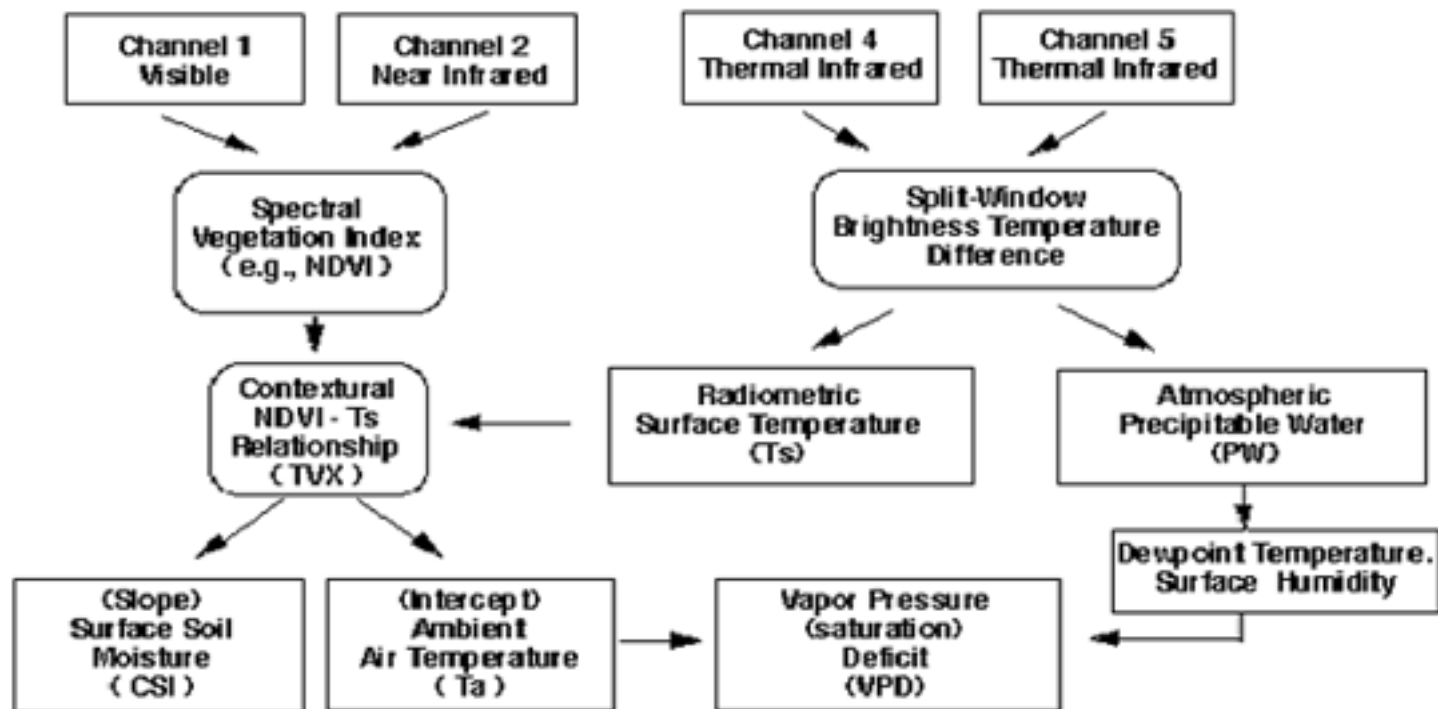 Channel 1
Visible
Channel 2
Near Infrared
Channel 4
Thermal Infrared
Channel 5
Thermal Infrared
Spectral
Vegetation Index
( e.g., NDVI )
Split-Window
Brightness Temperature
Difference
Contextural
NDVI - Ts
Relationship
( TVX )
Radiometric
Surface Temperature
(Ts)
Atmospheric
Precipitable Water
(PW)
Dewpoint Temperature.
Surface Humidity
(Slope)
Surface Soil
Moisture
( CSI )
(Intercept)
Ambient
Air Temperature
( Ta )
Vapor Pressure
(saturation)
Deficit
(VPD)